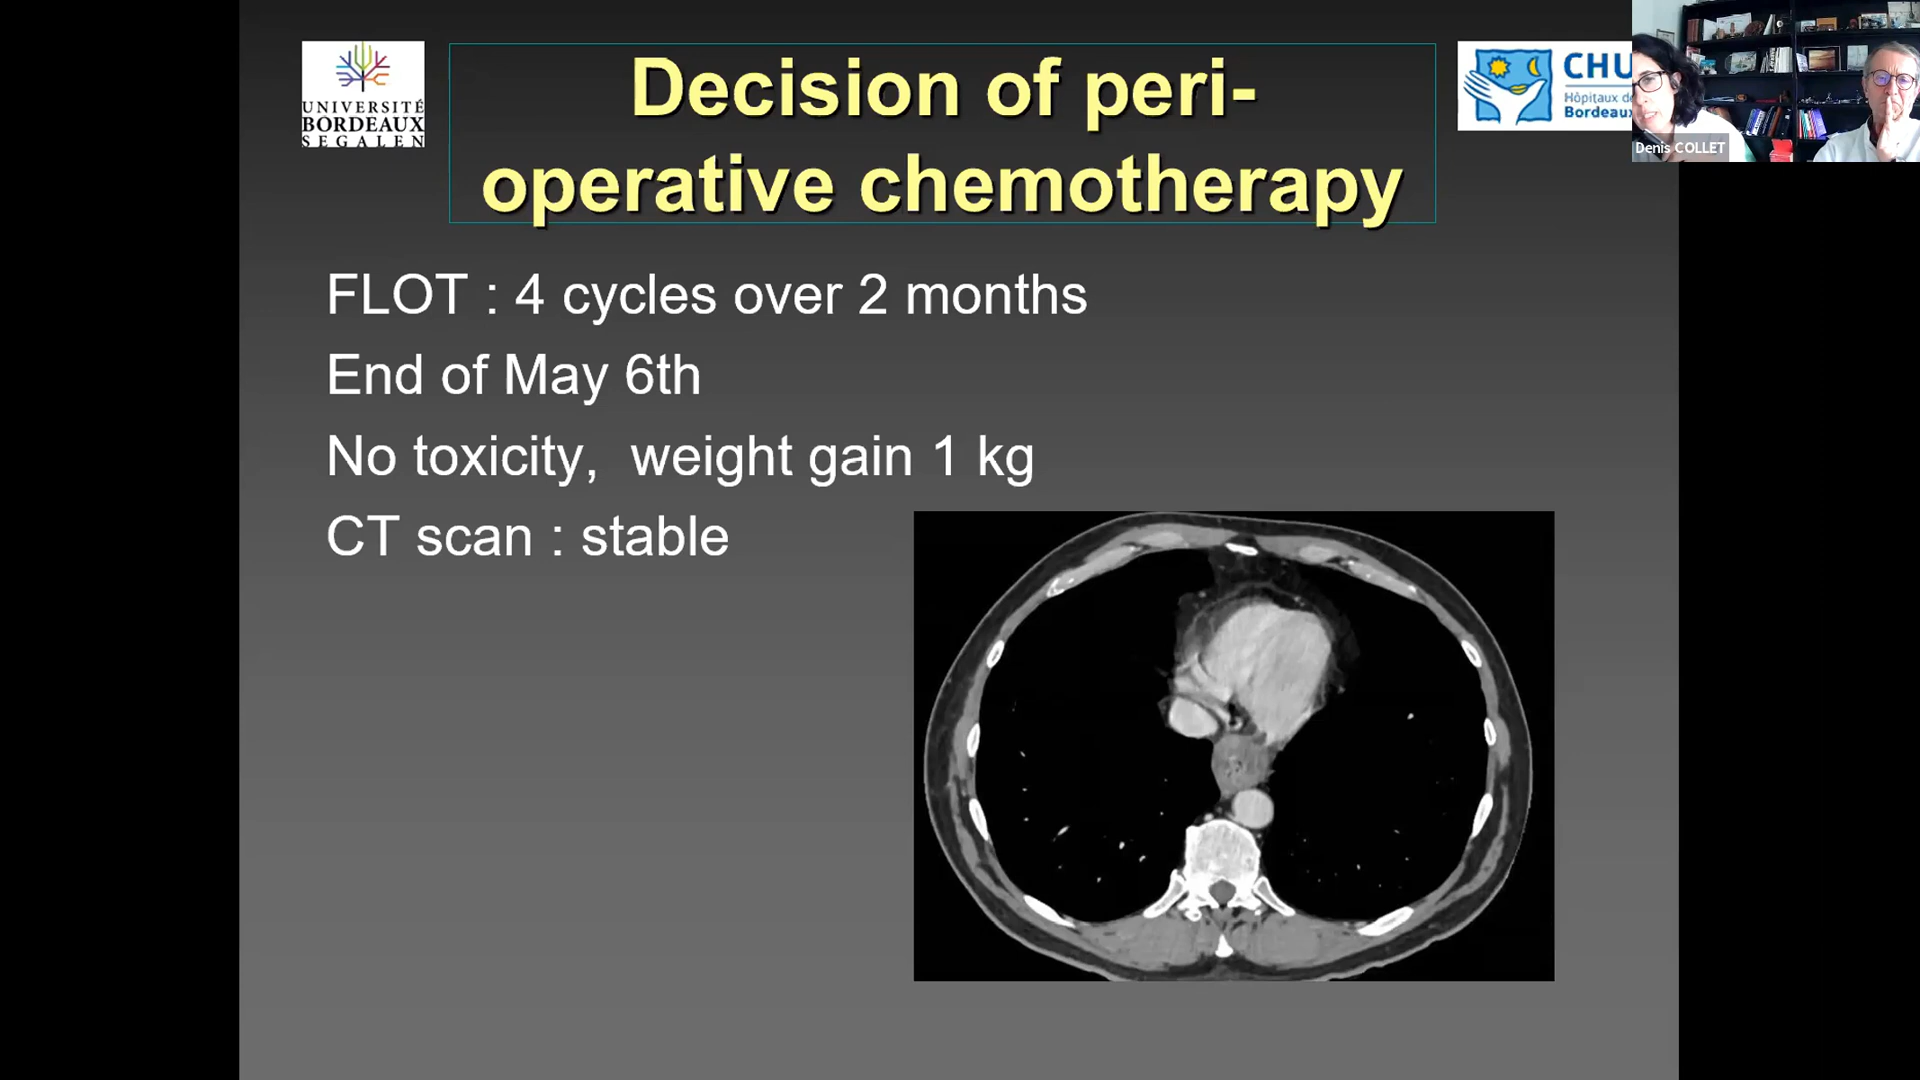 UNIVERSITÉ
BORDEAUX
SEGALEN
Decision of peri-
operative chemotherapy
CHU
Hôpitaux de
Bordeaux
Denis COLLET
FLOT : 4 cycles over 2 months
End of May 6th
No toxicity,  weight gain 1 kg
CT scan : stable